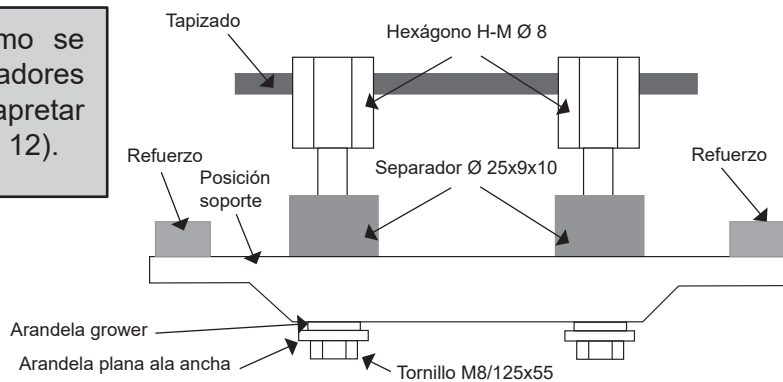 mo se
adores
apretar
12).
Tapizado
Hexágono H-M Ø 8
Refuerzo
Posición
soporte
Separador Ø 25x9x10
Refuerzo
Arandela grower
Arandela plana ala ancha
Tornillo M8/125x55